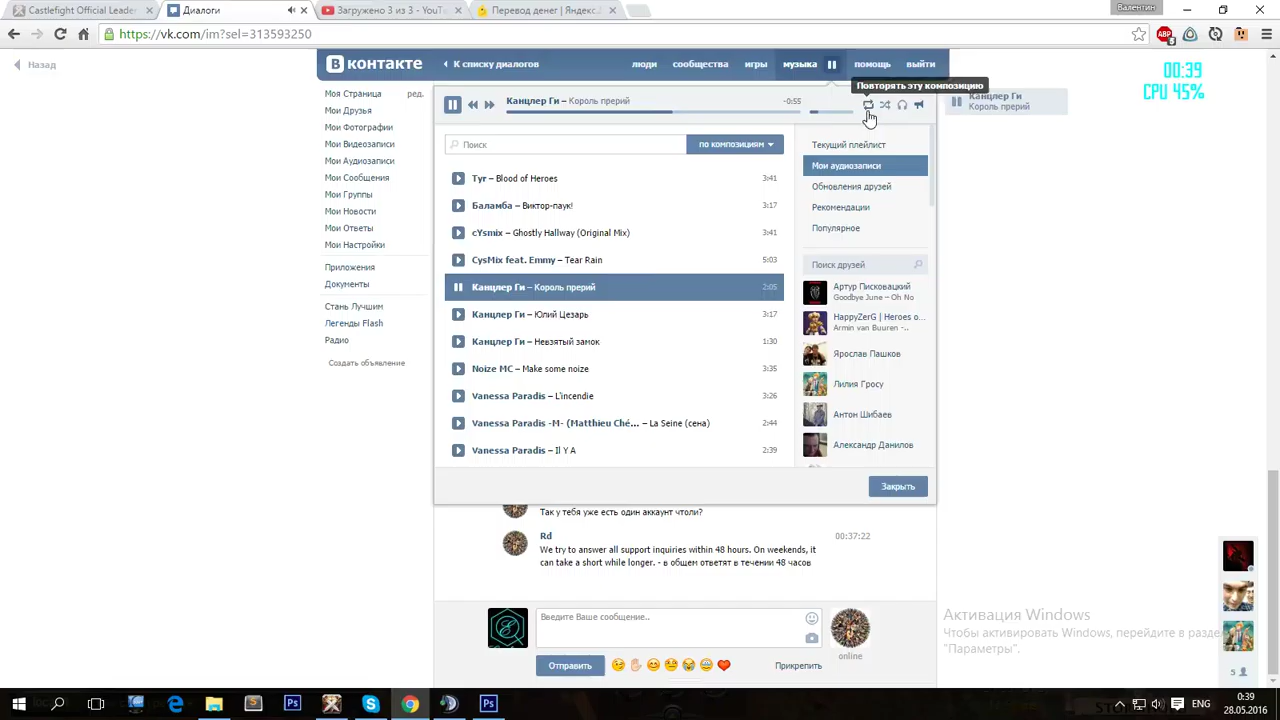 Castlefight Official Leade
Диалоги
Загружено 3 из 3 - YouT
Перевод денег | Яндекс.
Валентин
https://vk.com/im?sel=313593250
Назад
В контакте
К списку диалогов
люди
сообщества
игры
музыка
помощь
выйти
00:39
CPU 45%
Повторять эту композицию
Канцлер Ги – Король прерий
-0:55
Канцлер Ги
Король прерий
Моя Страница
ред.
Мои Друзья
Мои Фотографии
Мои Видеозаписи
Мои Аудиозаписи
Мои Сообщения
Мои Группы
Мои Новости
Мои Ответы
Мои Настройки
Приложения
Документы
Стань Лучшим
Легенды Flash
Радио
Создать объявление
Поиск
по композициям
Tyr – Blood of Heroes 3:41
Баламба – Виктор-паук! 3:17
cYsmix – Ghostly Hallway (Original Mix) 3:41
CysMix feat. Emmy – Tear Rain 5:03
Канцлер Ги – Король прерий 2:05
Канцлер Ги – Юлий Цезарь 3:17
Канцлер Ги – Невзятый замок 1:30
Noize MC – Make some noize 3:35
Vanessa Paradis – L'incendie 3:26
Vanessa Paradis -M- (Matthieu Ché... – La Seine (сена) 2:44
Vanessa Paradis – Il Y A 2:39
Текущий плейлист
Мои аудиозаписи
Обновления друзей
Рекомендации
Популярное
Поиск друзей
Артур Писковацкий
Goodbye June – Oh No
HappyZerG | Heroes o...
Armin van Buuren -..
Ярослав Пашков
Лилия Гросу
Антон Шибаев
Александр Данилов
Закрыть
Так у тебя уже есть один аккаунт чтоли?
Rd 00:37:22
We try to answer all support inquiries within 48 hours. On weekends, it
can take a short while longer. - в общем ответят в течении 48 часов
Введите Ваше сообщение..
online
Отправить
Прикрепить
Активация Windows
Чтобы активировать Windows, перейдите в разде
"Параметры".
5
ENG
0:39
28.05.2016